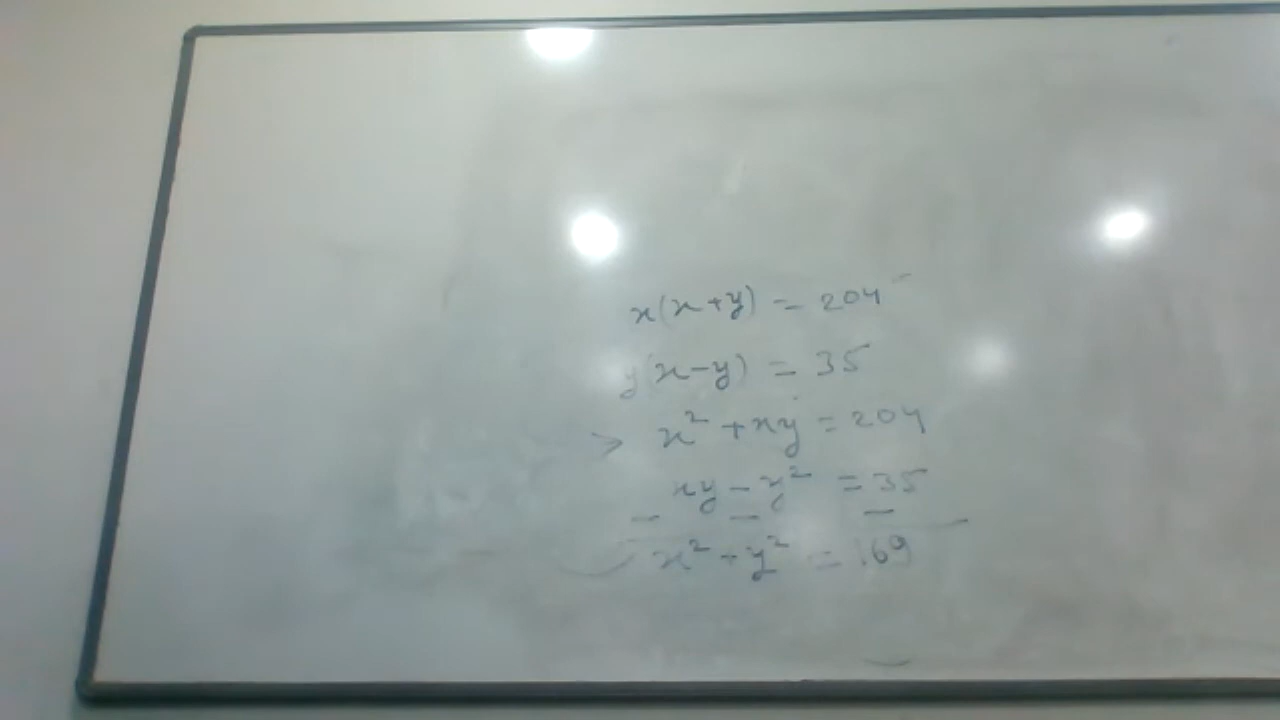 x(x+y) = 204
y(x-y) = 35
> x² + xy = 204
xy - y² = 35
- - -
x² + y² = 169